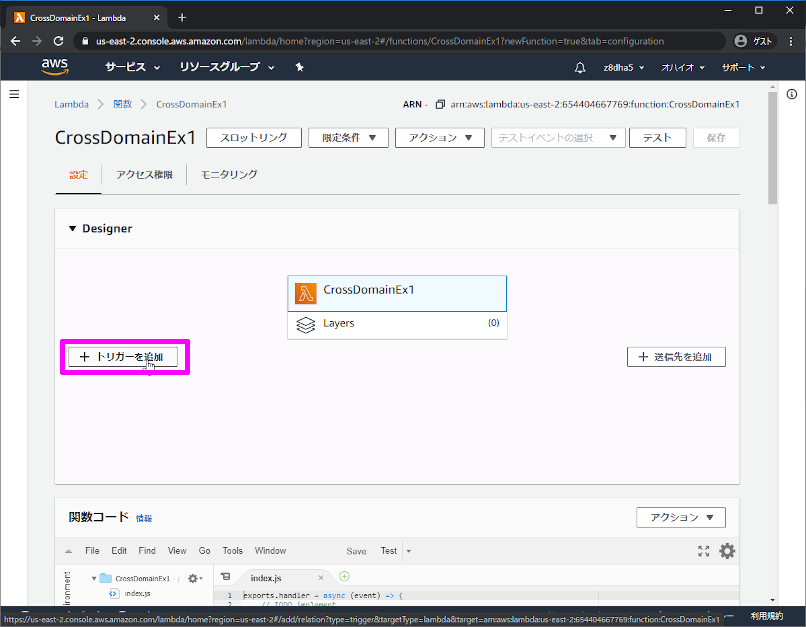 CrossDomainEx1 - Lambda
us-east-2.console.aws.amazon.com/lambda/home?region=us-east-2#/functions/CrossDomainEx1?newFunction=true&tab=configuration ゲスト
aws サービス リソースグループ z8dha5 オハイオ サポート
Lambda 関数 CrossDomainEx1 ARN - arn:aws:lambda:us-east-2:654404667769:function:CrossDomainEx1
CrossDomainEx1 スロットリング 限定条件 アクション テストイベントの選択 テスト 保存
設定 アクセス権限 モニタリング
Designer
CrossDomainEx1
Layers (0)
トリガーを追加 送信先を追加
関数コード 情報 アクション
File Edit Find View Go Tools Window Save Test
CrossDomainEx1 - / index.js
index.js 1 exports.handler = async (event) => {
2 // TODO implement
https://us-east-2.console.aws.amazon.com/lambda/home?region=us-east-2#/add/relation?type=trigger&targetType=lambda&target=arn:aws:lambda:us-east-2:654404667769:function:CrossDomainEx1 利用規約